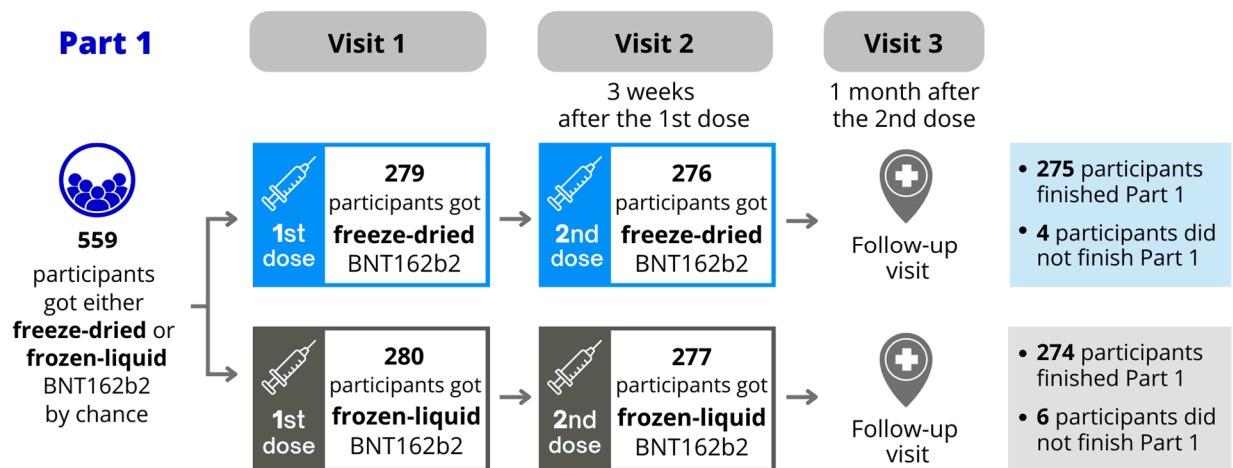 Part 1
Visit 1
Visit 2
Visit 3
3 weeks
after the 1st dose
1 month after
the 2nd dose
559
participants
got either
freeze-dried or
frozen-liquid
BNT162b2
by chance
1st
dose
279
participants got
freeze-dried
BNT162b2
2nd
dose
276
participants got
freeze-dried
BNT162b2
Follow-up
visit
• 275 participants
finished Part 1
• 4 participants did
not finish Part 1
1st
dose
280
participants got
frozen-liquid
BNT162b2
2nd
dose
277
participants got
frozen-liquid
BNT162b2
Follow-up
visit
• 274 participants
finished Part 1
• 6 participants did
not finish Part 1